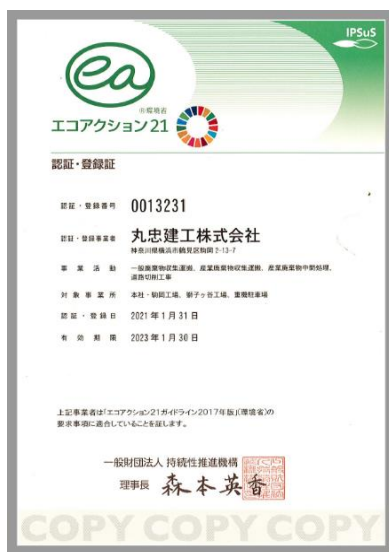 IPSuS
ea
®環境省
エコアクション21
認証・登録証
認証・登録番号 0013231
認証・登録事業者 丸忠建工株式会社
神奈川県横浜市鶴見区駒岡 2-13-7
事業活動 一般廃棄物収集運搬、産業廃棄物収集運搬、産業廃棄物中間処理、
道路切削工事
対象事業所 本社・駒岡工場、獅子ヶ谷工場、重機駐車場
認証・登録日 2021年1月31日
有効期限 2023年1月30日
上記事業者は「エコアクション21ガイドライン2017年版」(環境省)の
要求事項に適合していることを証します。
一般財団法人 持続性推進機構
理事長 森本英香
COPY COPY COPY